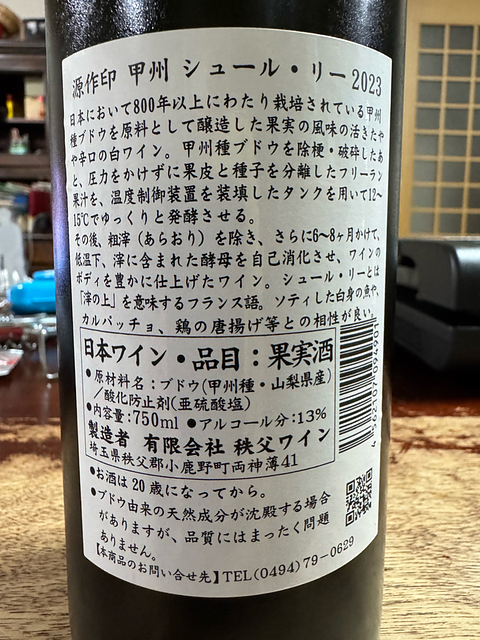 源作印 甲州 シュール・リー2023
日本において800年以上にわたり栽培されている甲州
種ブドウを原料として醸造した果実の風味の活きたや
や辛口の白ワイン。甲州種ブドウを除梗・破砕したあ
と、圧力をかけずに果皮と種子を分離したフリーラン
果汁を、温度制御装置を装填したタンクを用いて12～
15℃でゆっくりと発酵させる。
その後、粗滓（あらおり）を除き、さらに6～8ヶ月かけて、
低温下、滓に含まれた酵母を自己消化させ、ワインの
ボディを豊かに仕上げたワイン。シュール・リーとは
「滓の上」を意味するフランス語。ソティした白身の魚や、
カルパッチョ、鶏の唐揚げ等との相性が良い。
日本ワイン・品目：果実酒
●原材料名：ブドウ(甲州種・山梨県産)
／酸化防止剤(亜硫酸塩)
●内容量：750ml ●アルコール分：13%
製造者 有限会社 秩父ワイン
埼玉県秩父郡小鹿野町両神薄41
●お酒は20歳になってから。
●ブドウ由来の天然成分が沈殿する場合
がありますが、品質にはまったく問題
ありません。
【本商品のお問い合せ先】TEL(0494)79-0629